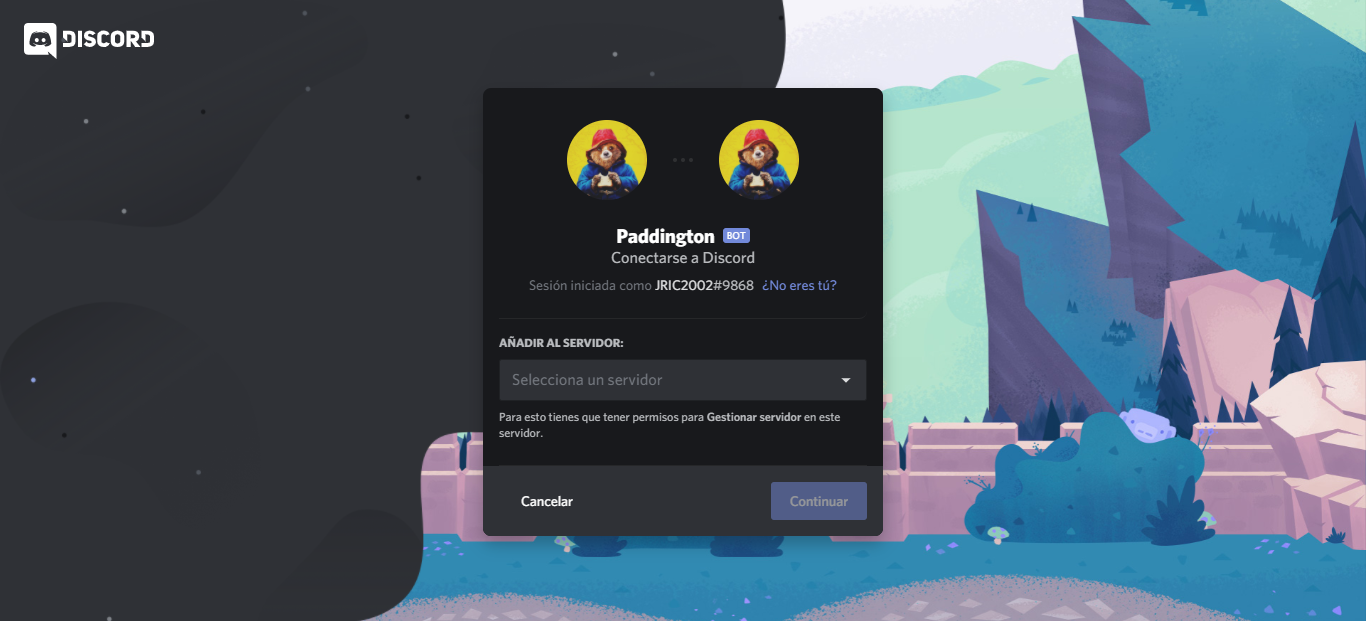 DISCORD
Paddington BOT
Conectarse a Discord
Sesión iniciada como JRIC2002#9868 ¿No eres tú?
AÑADIR AL SERVIDOR:
Selecciona un servidor
Para esto tienes que tener permisos para Gestionar servidor en este
servidor.
Cancelar
Continuar